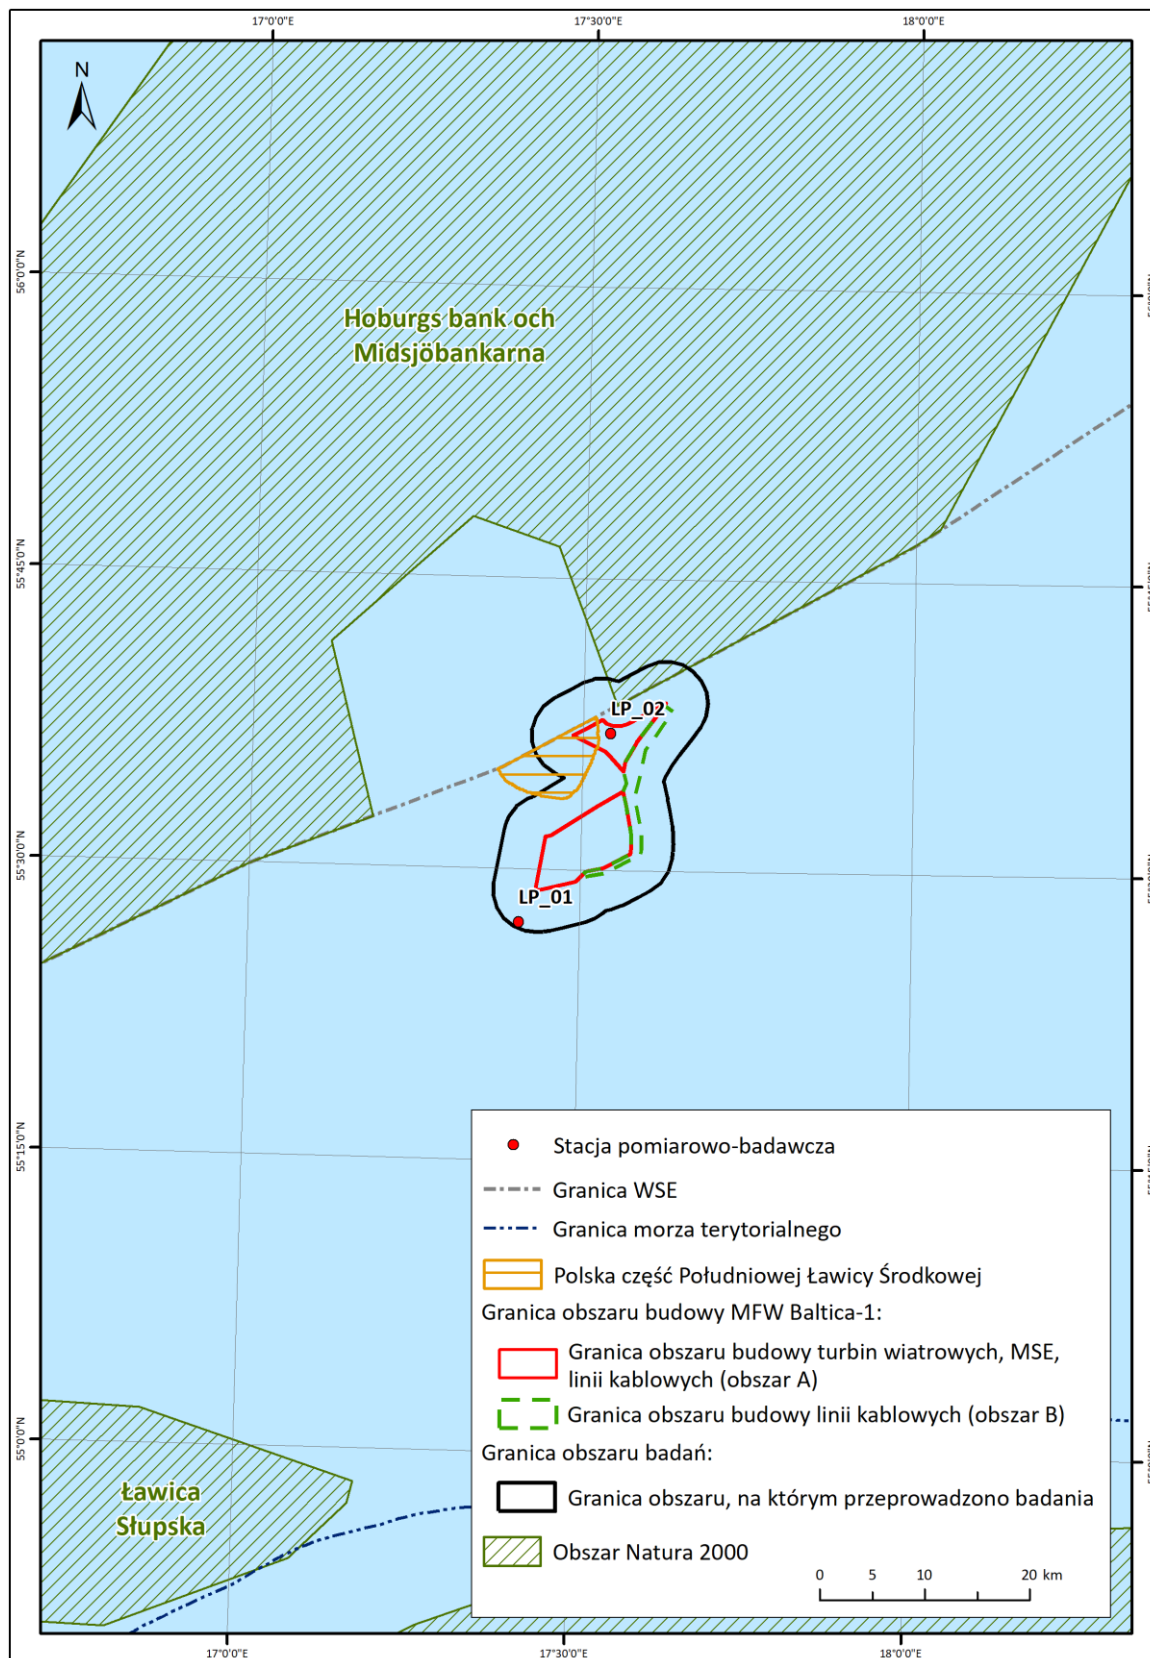 17°0'0"E
17°30'0"E
18°0'0"E
N
56°0'0"N
Hoburgs bank och
Midsjöbankarna
55°45'0"N
LP_02
55°30'0"N
LP_01
55°15'0"N
Stacja pomiarowo-badawcza
Granica WSE
Granica morza terytorialnego
Polska część Południowej Ławicy Środkowej
Granica obszaru budowy MFW Baltica-1:
Granica obszaru budowy turbin wiatrowych, MSE,
linii kablowych (obszar A)
Granica obszaru budowy linii kablowych (obszar B)
Granica obszaru badań:
Granica obszaru, na którym przeprowadzono badania
Obszar Natura 2000
0 5 10 20 km
55°0'0"N
Ławica
Słupska
17°0'0"E
17°30'0"E
18°0'0"E